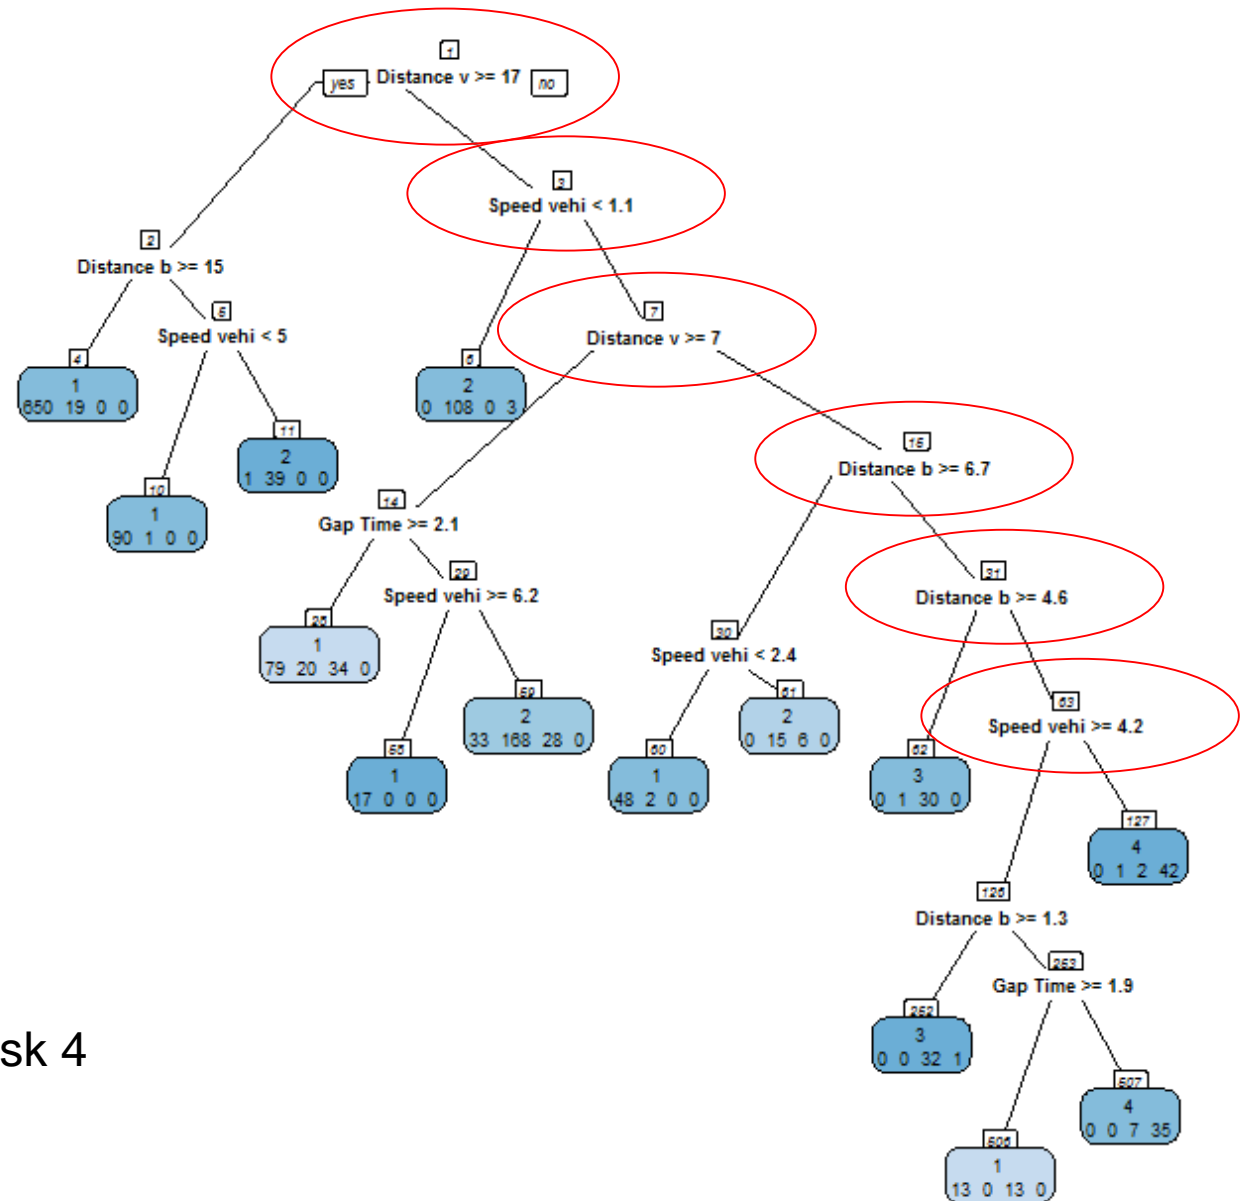 1
yes Distance v >= 17 no
3
Speed vehi < 1.1
2
Distance b >= 15
5
Speed vehi < 5
7
Distance v >= 7
4
1
650 19 0 0
6
2
0 108 0 3
11
2
1 39 0 0
15
Distance b >= 6.7
10
1
90 1 0 0
14
Gap Time >= 2.1
29
Speed vehi >= 6.2
31
Distance b >= 4.6
28
1
79 20 34 0
30
Speed vehi < 2.4
59
2
33 168 28 0
61
2
0 15 6 0
63
Speed vehi >= 4.2
58
1
17 0 0 0
60
1
48 2 0 0
62
3
0 1 30 0
127
4
0 1 2 42
126
Distance b >= 1.3
253
Gap Time >= 1.9
252
3
0 0 32 1
sk 4
507
4
0 0 7 35
506
1
13 0 13 0